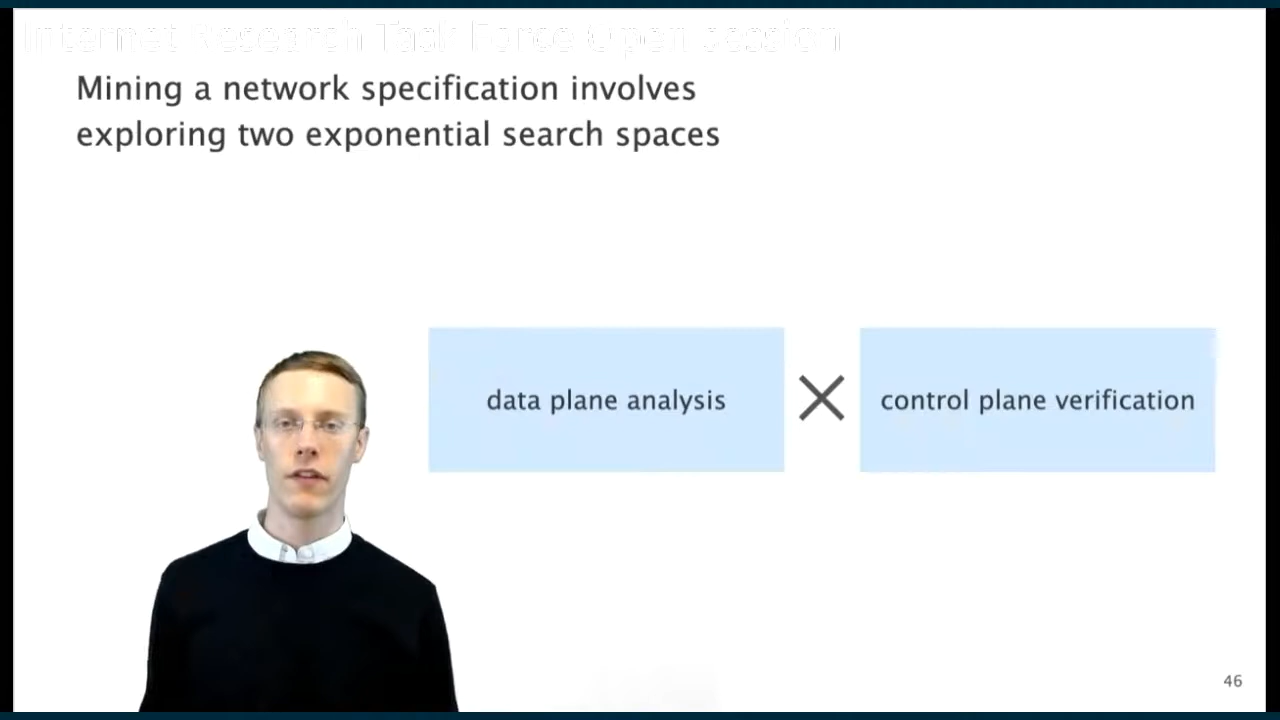 Internet Research Task Force Open Session
Mining a network specification involves
exploring two exponential search spaces
data plane analysis
control plane verification
46